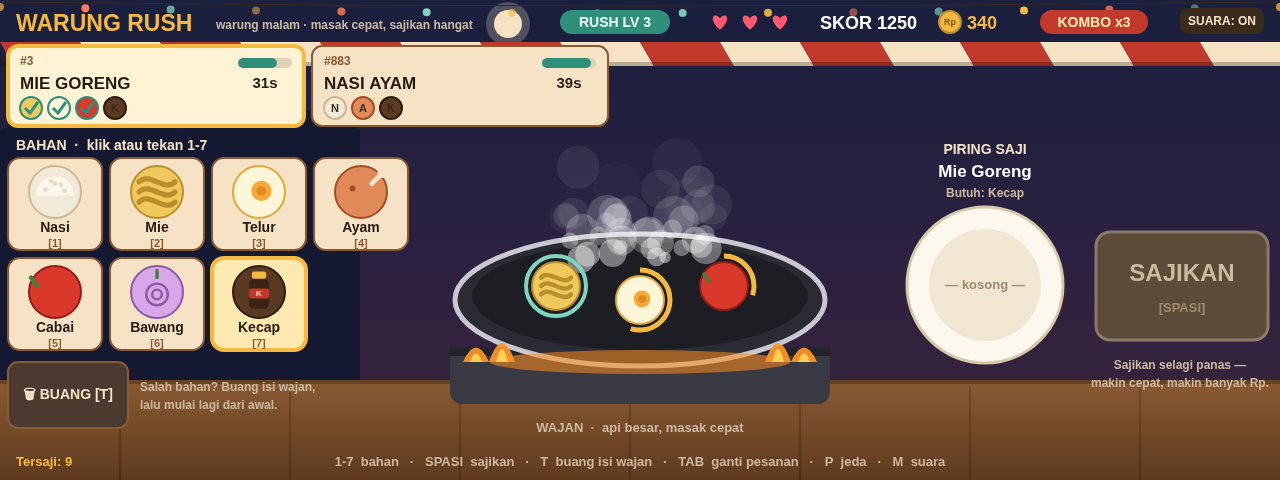 WARUNG RUSH
warung malam · masak cepat, sajikan hangat
RUSH LV 3
SKOR 1250
Rp 340
KOMBO x3
SUARA: ON
#3
MIE GORENG
31s
K
#883
NASI AYAM
39s
N A K
BAHAN · klik atau tekan 1-7
Nasi
[1]
Mie
[2]
Telur
[3]
Ayam
[4]
Cabai
[5]
Bawang
[6]
K
Kecap
[7]
BUANG [T]
Salah bahan? Buang isi wajan,
lalu mulai lagi dari awal.
PIRING SAJI
Mie Goreng
Butuh: Kecap
— kosong —
SAJIKAN
[SPASI]
Sajikan selagi panas —
makin cepat, makin banyak Rp.
WAJAN · api besar, masak cepat
Tersaji: 9
1-7 bahan · SPASI sajikan · T buang isi wajan · TAB ganti pesanan · P jeda · M suara